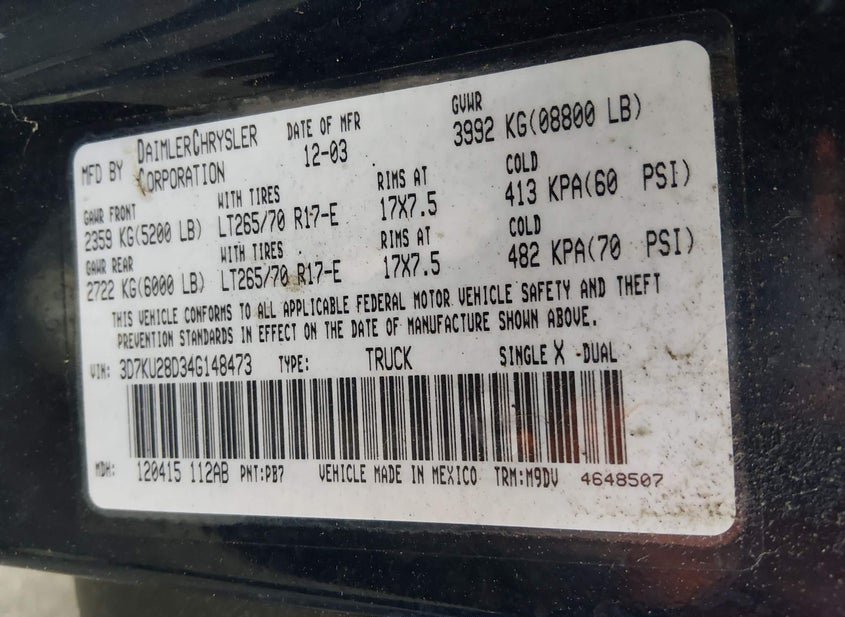 MFD BY DAIMLERCHRYSLER CORPORATION DATE OF MFR 12-03 GVWR 3992 KG(08800 LB)
GAWR FRONT WITH TIRES RIMS AT COLD
2359 KG(5200 LB) LT265/70 R17-E 17X7.5 413 KPA(60 PSI)
GAWR REAR WITH TIRES RIMS AT COLD
2722 KG(6000 LB) LT265/70 R17-E 17X7.5 482 KPA(70 PSI)
THIS VEHICLE CONFORMS TO ALL APPLICABLE FEDERAL MOTOR VEHICLE SAFETY AND THEFT
PREVENTION STANDARDS IN EFFECT ON THE DATE OF MANUFACTURE SHOWN ABOVE.
VIN: 3D7KU28D34G148473 TYPE: TRUCK SINGLE X -DUAL
MDH: 120415 112AB PNT:PB7 VEHICLE MADE IN MEXICO TRM:M9DV 4648507